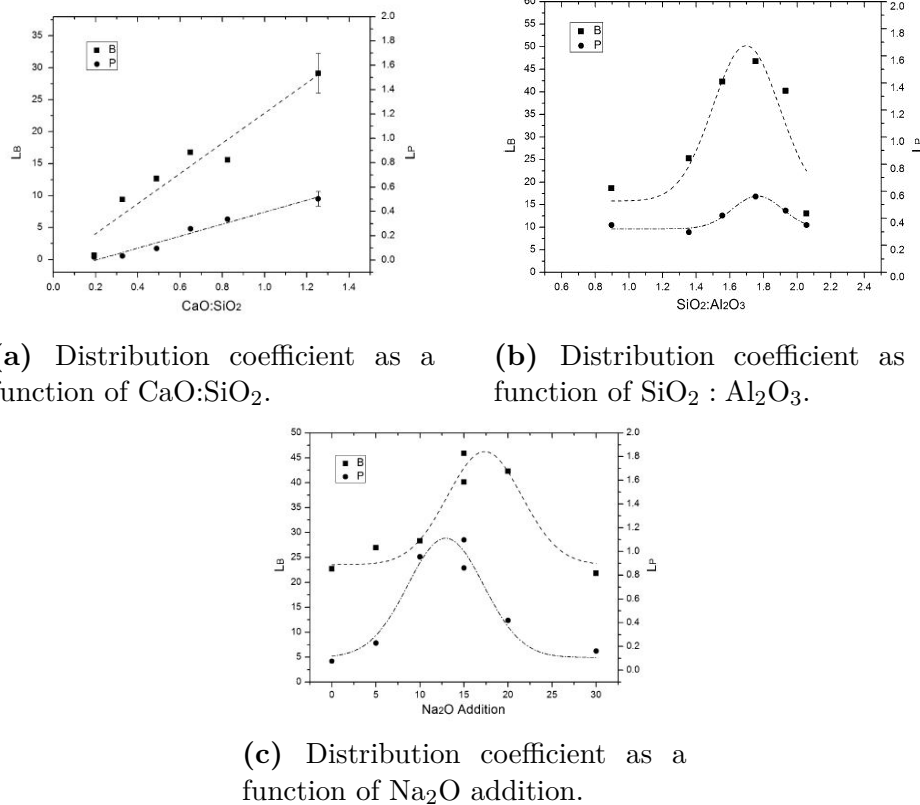 35
30
25
20
15
10
5
0
LB
B
P
2.0
1.8
1.6
1.4
1.2
1.0
0.8
0.6
0.4
0.2
0.0
LP
0.0 0.2 0.4 0.6 0.8 1.0 1.2 1.4
CaO:SiO2
60
55
50
45
40
35
30
25
20
15
10
5
0
LB
B
P
2.0
1.8
1.6
1.4
1.2
1.0
0.8
0.6
0.4
0.2
0.0
LP
0.6 0.8 1.0 1.2 1.4 1.6 1.8 2.0 2.2
SiO2:Al2O3
(a) Distribution coefficient as a
function of CaO:SiO2.
(b) Distribution coefficient as
function of SiO2 : Al2O3.
50
45
40
35
30
25
20
15
10
5
0
LB
B
P
2.0
1.8
1.6
1.4
1.2
1.0
0.8
0.6
0.4
0.2
0.0
LP
0 5 10 15 20 25 30
Na2O Addition
(c) Distribution coefficient as a
function of Na2O addition.